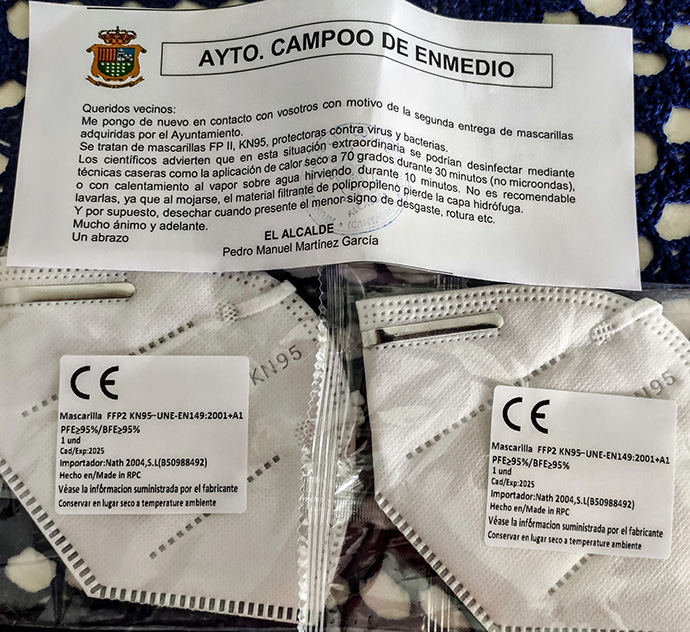 AYTO. CAMPOO DE ENMEDIO
Queridos vecinos:
Me pongo de nuevo en contacto con vosotros con motivo de la segunda entrega de mascarillas
adquiridas por el Ayuntamiento.
Se tratan de mascarillas FP II, KN95, protectoras contra virus y bacterias.
Los científicos advierten que en esta situación extraordinaria se podrían desinfectar mediante
técnicas caseras como la aplicación de calor seco a 70 grados durante 30 minutos (no microondas),
o con calentamiento al vapor sobre agua hirviendo, durante 10 minutos. No es recomendable
lavarlas, ya que al mojarse, el material filtrante de polipropileno pierde la capa hidrófuga.
Y por supuesto, desechar cuando presente el menor signo de desgaste, rotura etc.
Mucho ánimo y adelante.
Un abrazo
EL ALCALDE
Pedro Manuel Martínez García
KN95
CE
Mascarilla FFP2 KN95-UNE-EN149:2001+A1
PFE≥95%/BFE≥95%
1 und
Cad/Exp:2025
Importador:Nath 2004,S.L(B50988492)
Hecho en/Made in RPC
Véase la infórmacion suministrada por el fabricante
Conservar en lugar seco a temperature ambiente
KN95
CE
Mascarilla FFP2 KN95-UNE-EN149:2001+A1
PFE≥95%/BFE≥95%
1 und
Cad/Exp:2025
Importador:Nath 2004,S.L(B50988492)
Hecho en/Made in RPC
Véase la infórmacion suministrada por el fabricante
Conservar en lugar seco a temperature ambiente